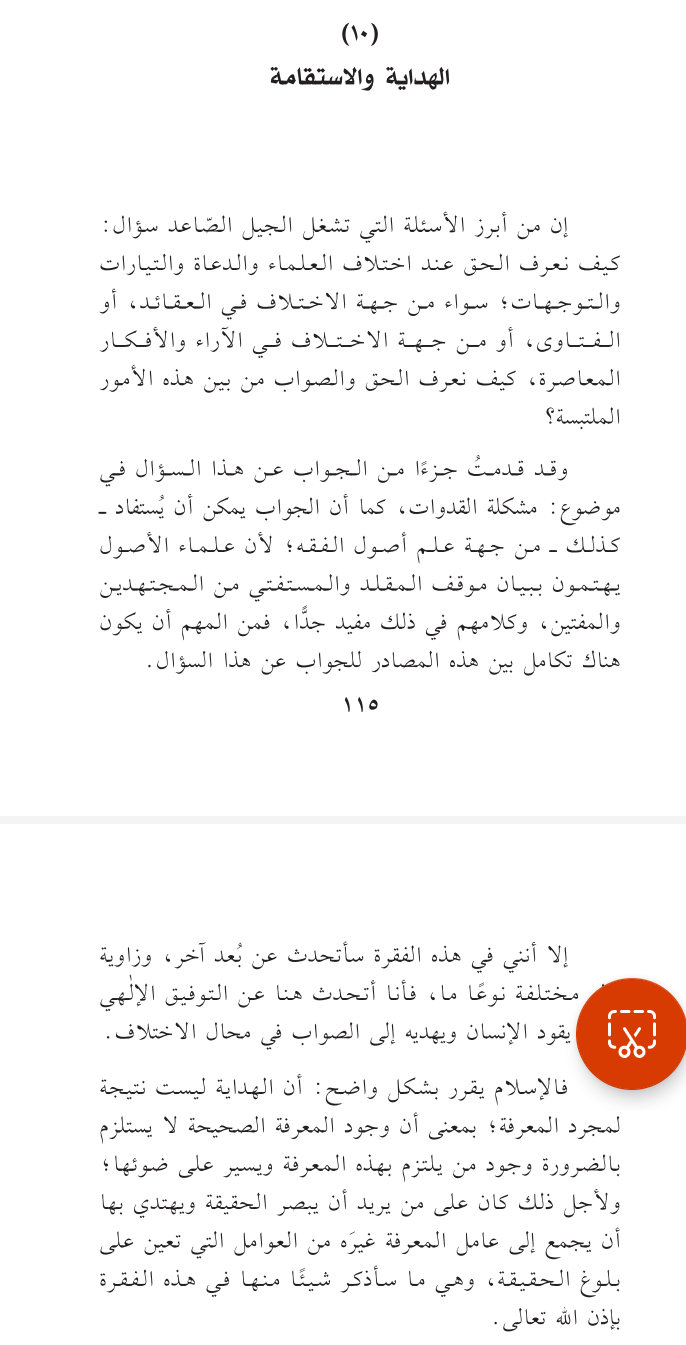 (١٠)
الهداية والاستقامة
إن من أبرز الأسئلة التي تشغل الجيل الصّاعد سؤال:
كيف نعرف الحق عند اختلاف العلماء والدعاة والتيارات
والتوجهات؛ سواء من جهة الاختلاف في العقائد، أو
الفتاوى، أو من جهة الاختلاف في الآراء والأفكار
المعاصرة، كيف نعرف الحق والصواب من بين هذه الأمور
الملتبسة؟
وقد قدمتُ جزءًا من الجواب عن هذا السؤال في
موضوع: مشكلة القدوات، كما أن الجواب يمكن أن يُستفاد ـ
كذلك ـ من جهة علم أصول الفقه؛ لأن علماء الأصول
يهتمون ببيان موقف المقلد والمستفتي من المجتهدين
والمفتين، وكلامهم في ذلك مفيد جدًّا، فمن المهم أن يكون
هناك تكامل بين هذه المصادر للجواب عن هذا السؤال.
١١٥
إلا أنني في هذه الفقرة سأتحدث عن بُعد آخر، وزاوية
مختلفة نوعًا ما، فأنا أتحدث هنا عن التوفيق الإلٰهي
يقود الإنسان ويهديه إلى الصواب في محال الاختلاف.
فالإسلام يقرر بشكل واضح: أن الهداية ليست نتيجة
لمجرد المعرفة؛ بمعنى أن وجود المعرفة الصحيحة لا يستلزم
بالضرورة وجود من يلتزم بهذه المعرفة ويسير على ضوئها؛
ولأجل ذلك كان على من يريد أن يبصر الحقيقة ويهتدي بها
أن يجمع إلى عامل المعرفة غيرَه من العوامل التي تعين على
بلوغ الحقيقة، وهي ما سأذكر شيئًا منها في هذه الفقرة
بإذن الله تعالى.